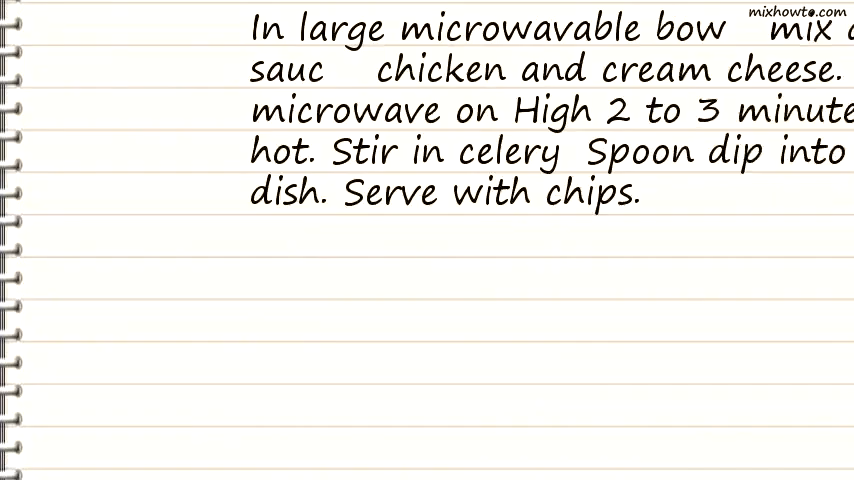 mixhowto.com
In large microwavable bow mix
sauc chicken and cream cheese.
microwave on High 2 to 3 minute
hot. Stir in celery Spoon dip into
dish. Serve with chips.